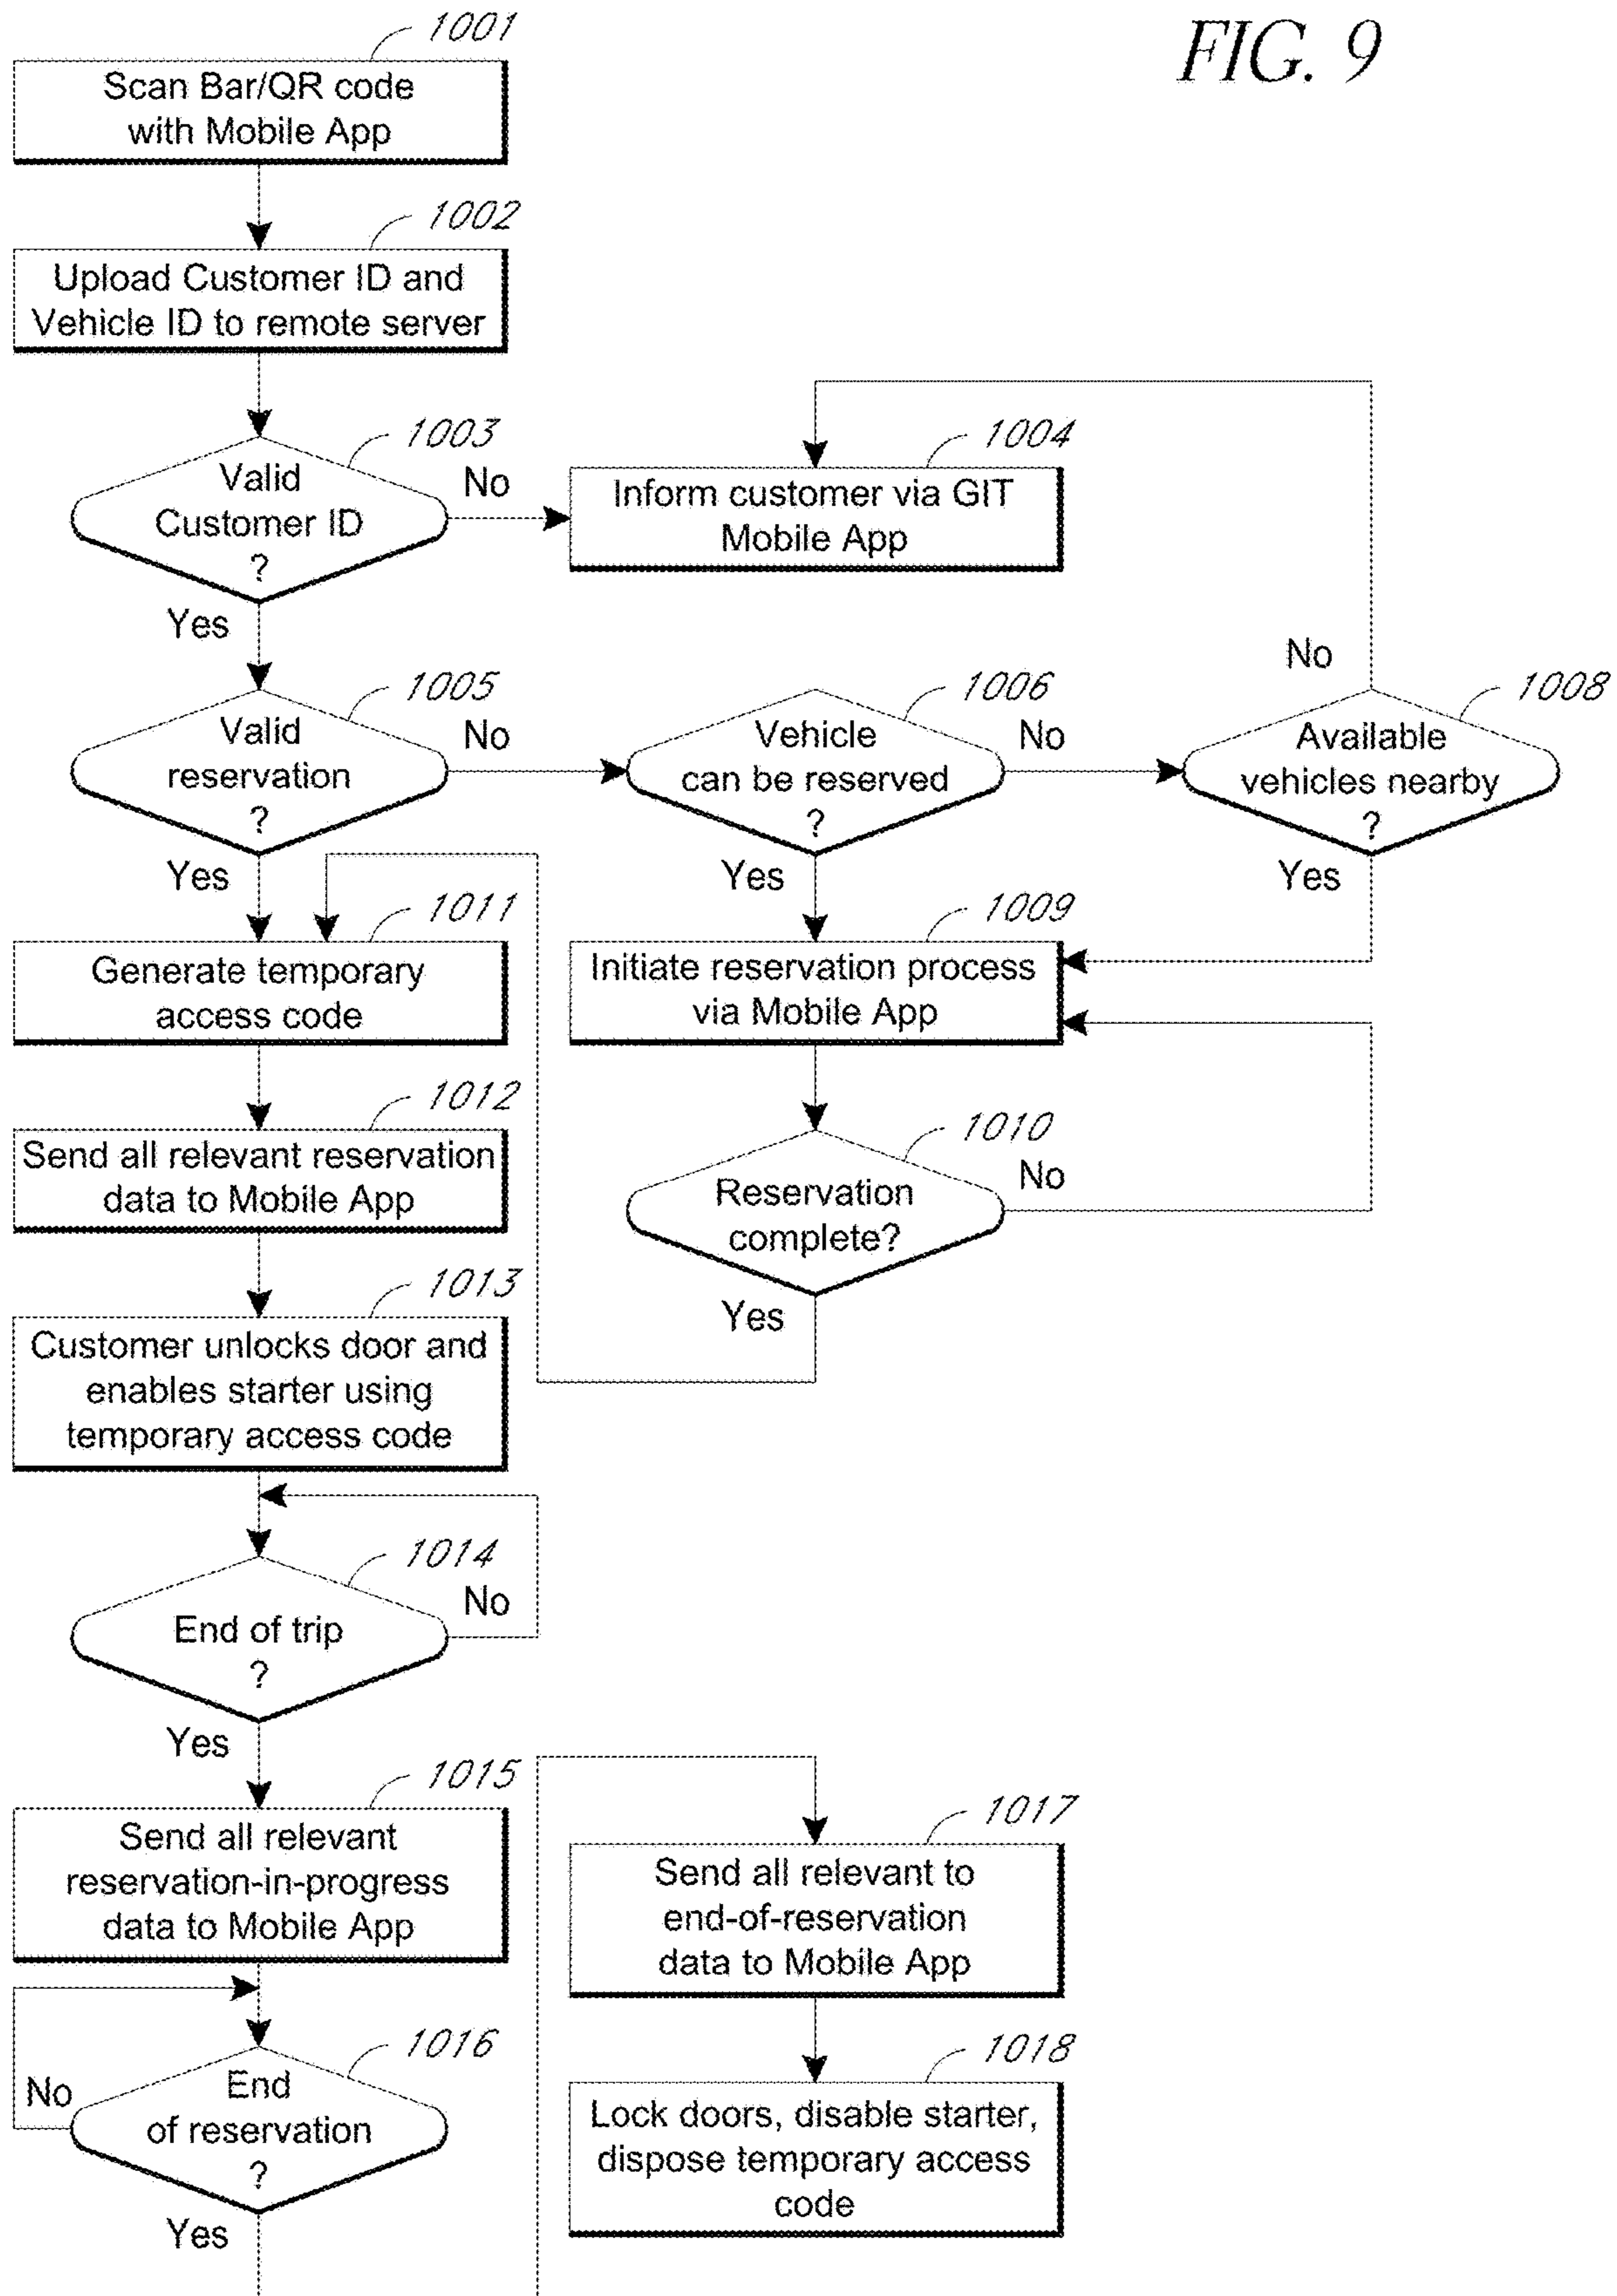 FIG. 9
1001
Scan Bar/QR code
with Mobile App
1002
Upload Customer ID and
Vehicle ID to remote server
1003
Valid
Customer ID
?
No
Yes
1004
Inform customer via GIT
Mobile App
1005
Valid
reservation
?
No
Yes
1006
Vehicle
can be reserved
?
No
Yes
No
1008
Available
vehicles nearby
?
Yes
1011
Generate temporary
access code
1009
Initiate reservation process
via Mobile App
1012
Send all relevant reservation
data to Mobile App
1010
Reservation
complete?
No
Yes
1013
Customer unlocks door and
enables starter using
temporary access code
1014
End of trip
?
No
Yes
1015
Send all relevant
reservation-in-progress
data to Mobile App
1016
End
of reservation
?
No
Yes
1017
Send all relevant to
end-of-reservation
data to Mobile App
1018
Lock doors, disable starter,
dispose temporary access
code